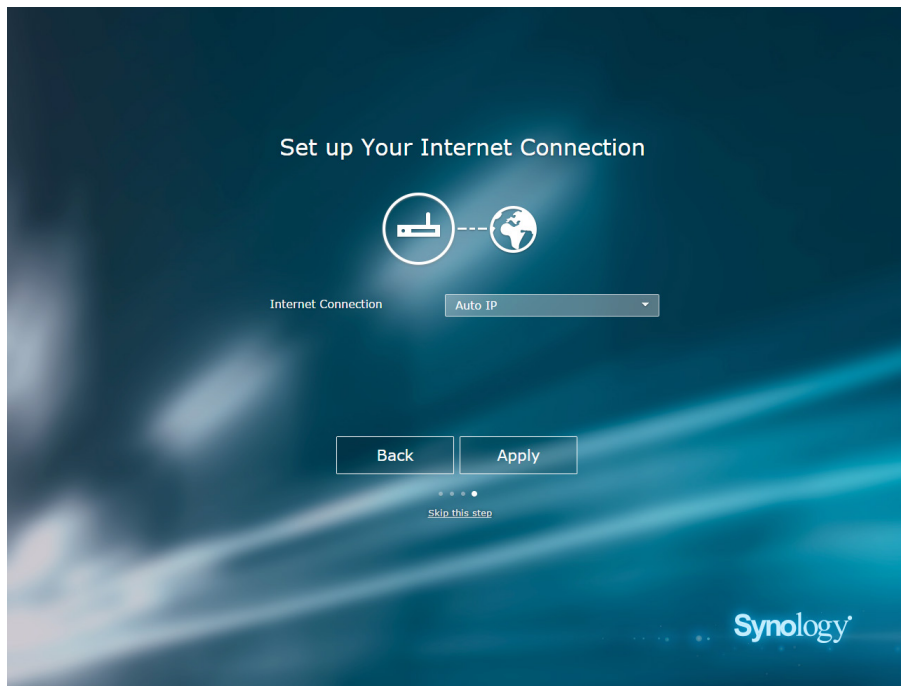 Set up Your Internet Connection
Internet Connection
Auto IP
Back
Apply
Skip this step
Synology